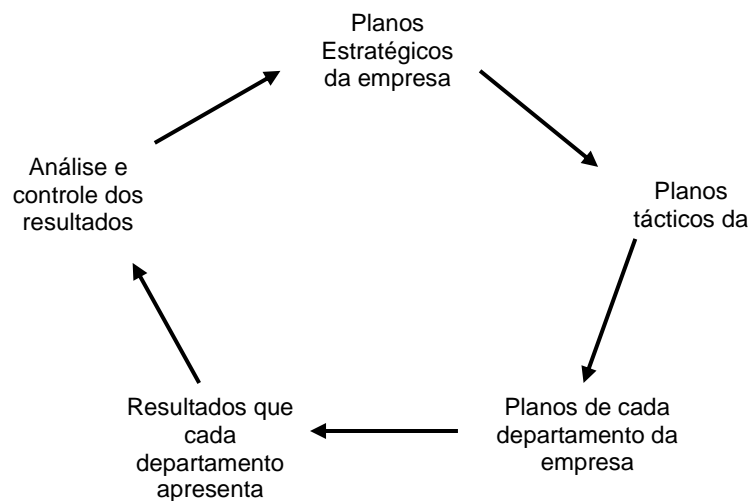 Planos
Estratégicos
da empresa
Planos
tácticos da
Planos de cada
departamento da
empresa
Resultados que
cada
departamento
apresenta
Análise e
controle dos
resultados